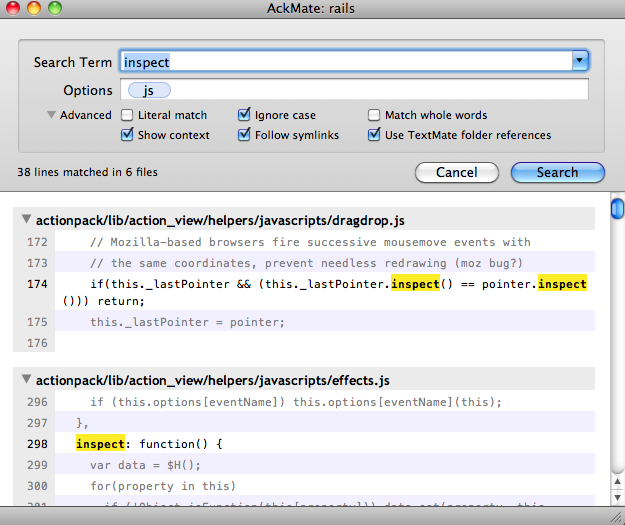 AckMate: rails
Search Term inspect
Options js
Advanced Literal match Ignore case Match whole words
Show context Follow symlinks Use TextMate folder references
38 lines matched in 6 files Cancel Search
actionpack/lib/action_view/helpers/javascripts/dragdrop.js
172 // Mozilla-based browsers fire successive mousemove events with
173 // the same coordinates, prevent needless redrawing (moz bug?)
174 if(this._lastPointer && (this._lastPointer.inspect() == pointer.inspect
())) return;
175 this._lastPointer = pointer;
176
actionpack/lib/action_view/helpers/javascripts/effects.js
296 if (this.options[eventName]) this.options[eventName](this);
297 },
298 inspect: function() {
299 var data = $H();
300 for(property in this)